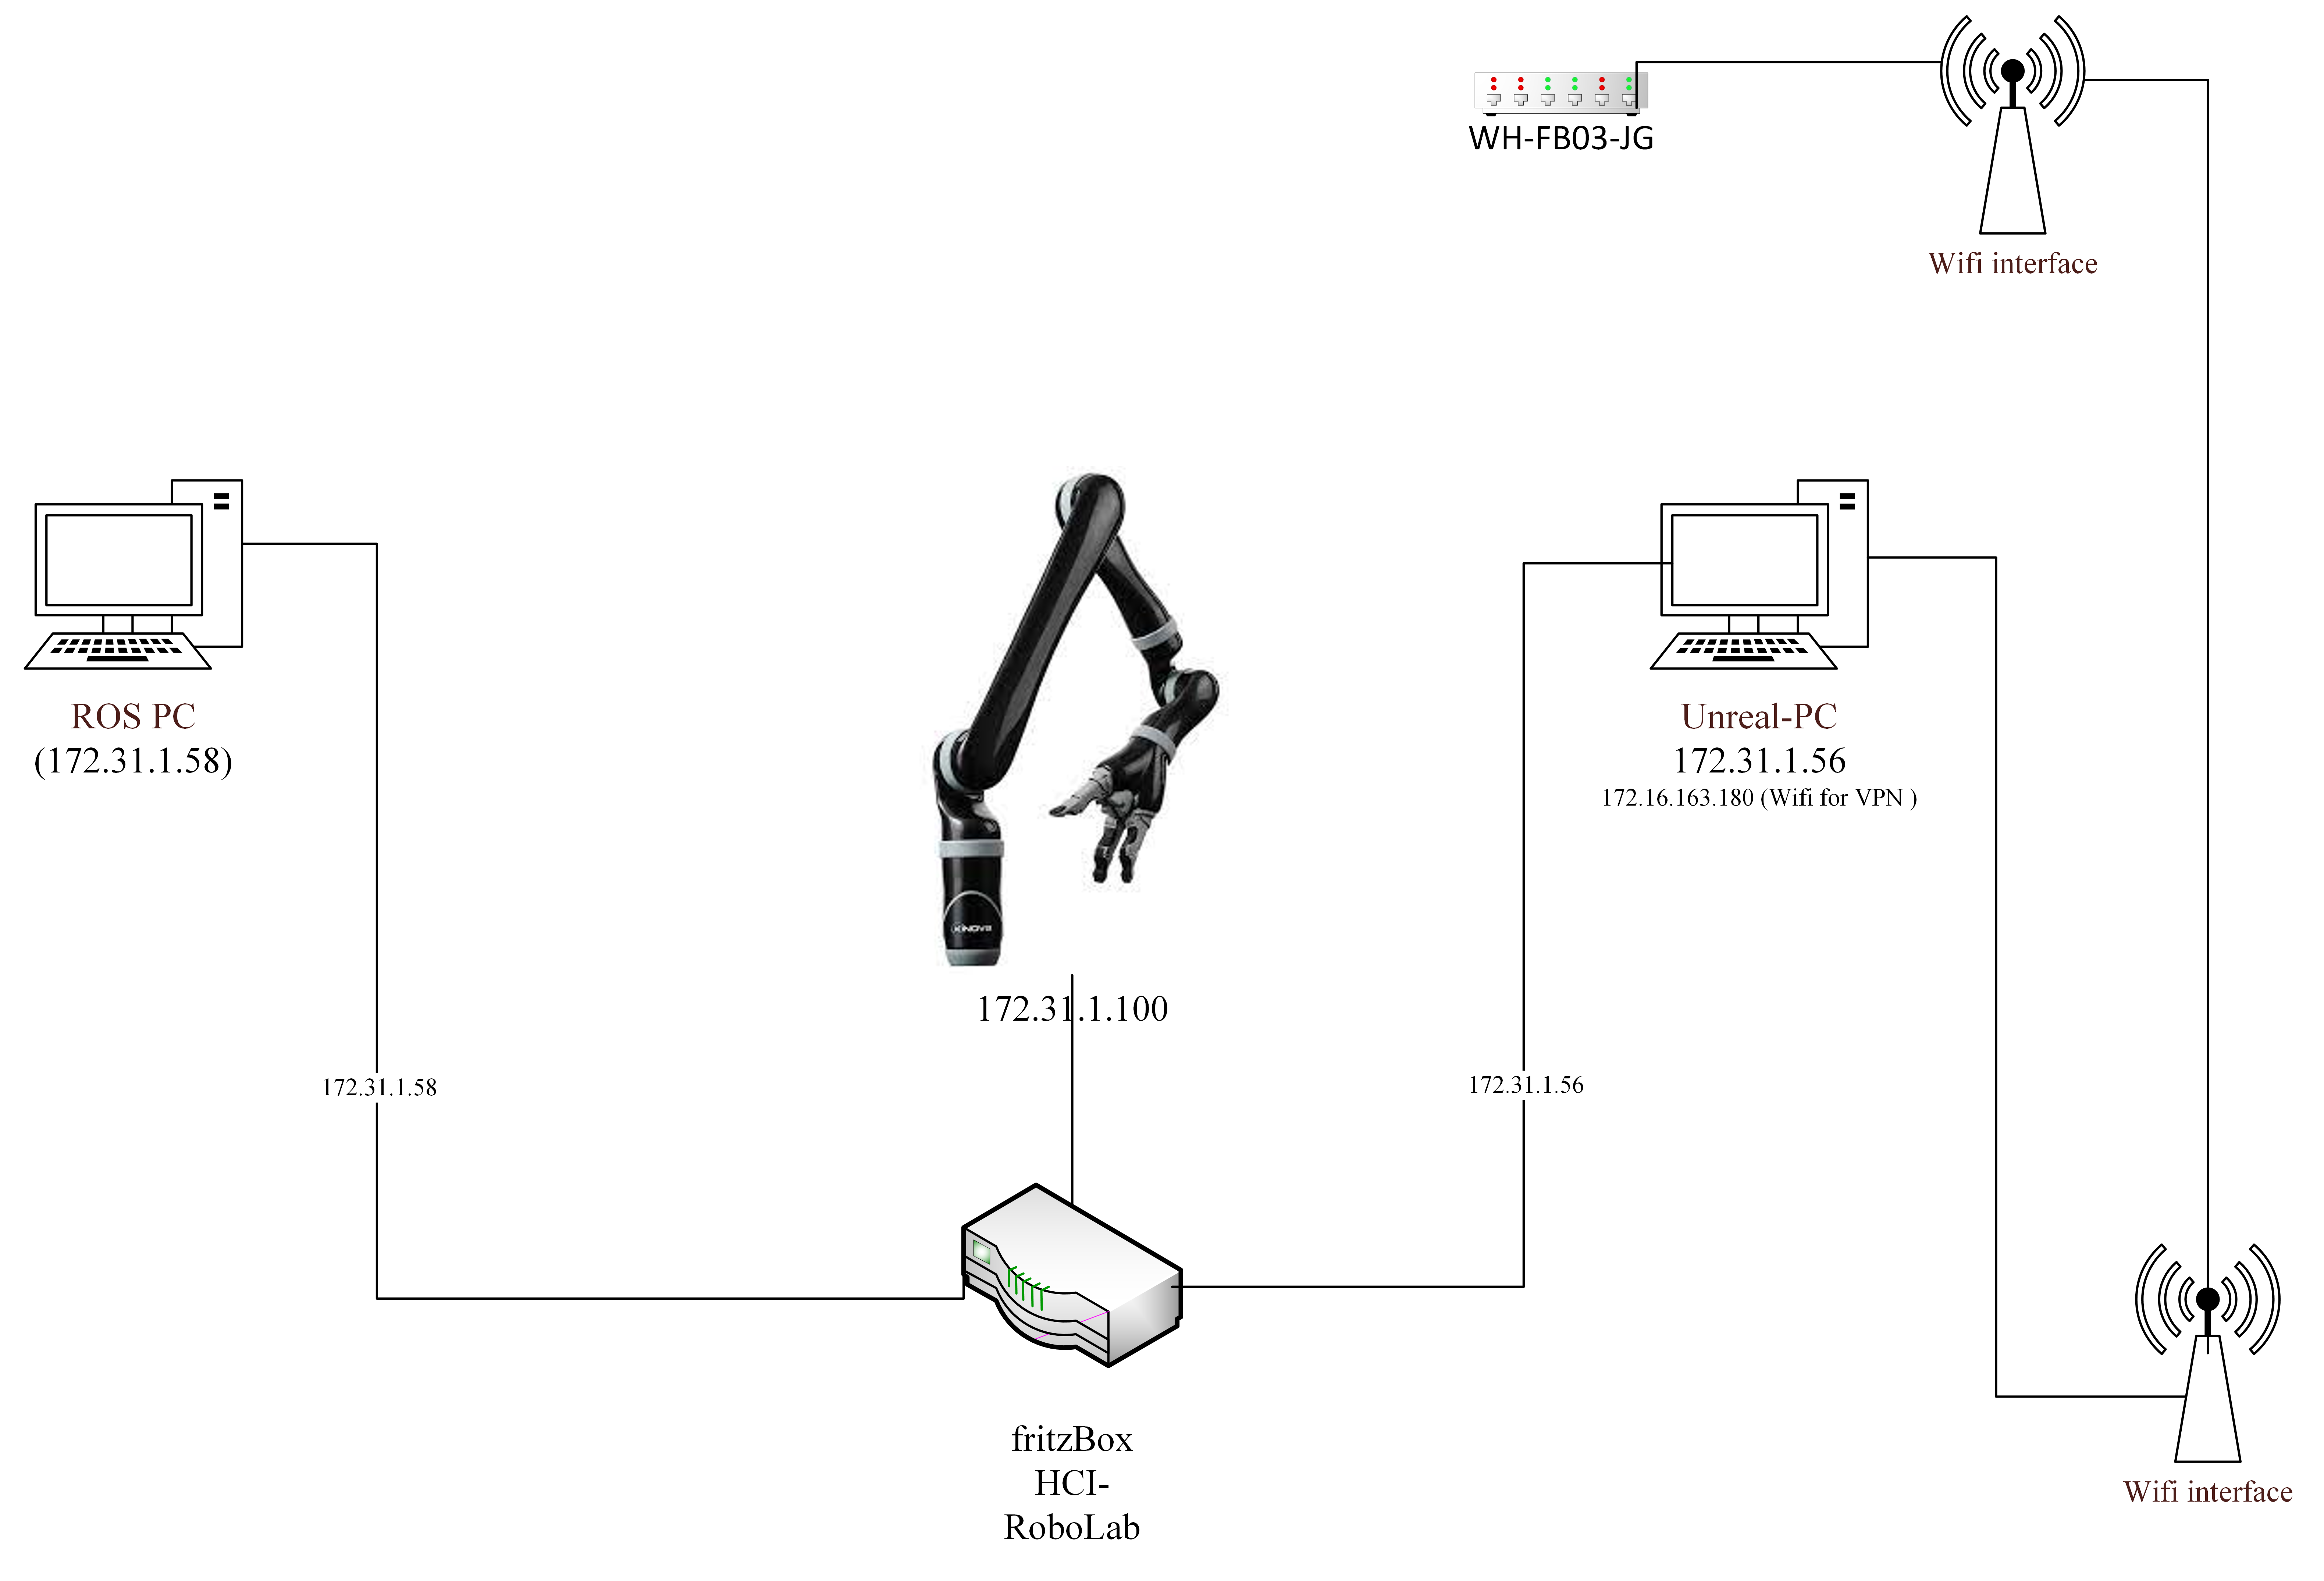 WH-FB03-JG
Wifi interface
ROS PC
(172.31.1.58)
Unreal-PC
172.31.1.56
172.16.163.180 (Wifi for VPN )
KINOVA
172.31.1.100
172.31.1.58
172.31.1.56
fritzBox
HCI-
RoboLab
Wifi interface